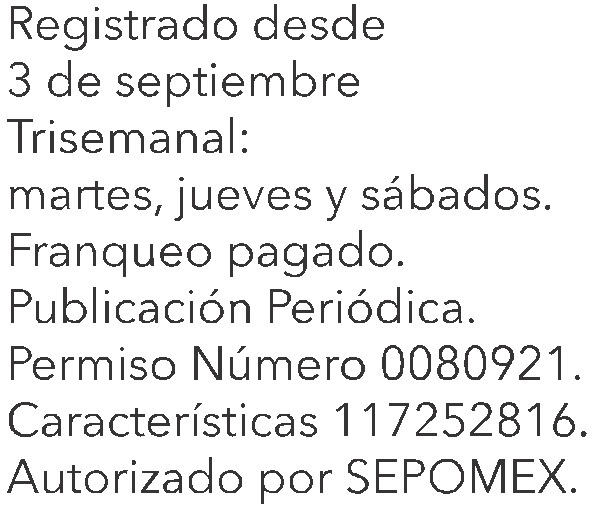 Registrado desde
3 de septiembre
Trisemanal:
martes, jueves y sábados.
Franqueo pagado.
Publicación Periódica.
Permiso Número 0080921.
Características 117252816.
Autorizado por SEPOMEX.